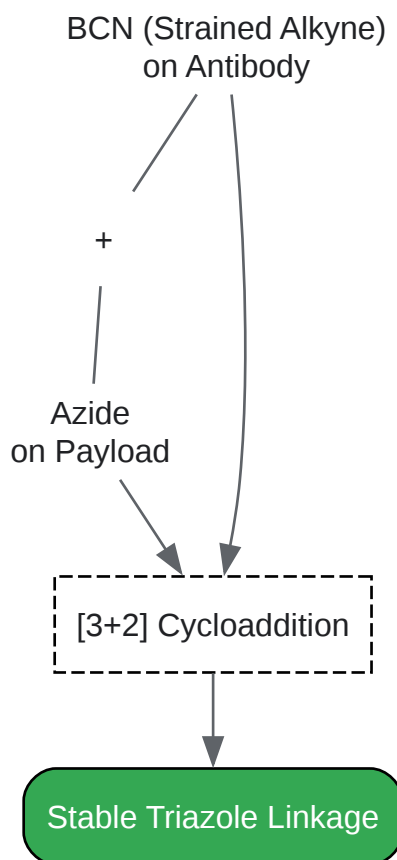 BCN (Strained Alkyne)
on Antibody
+
Azide
on Payload
[3+2] Cycloaddition
Stable Triazole Linkage